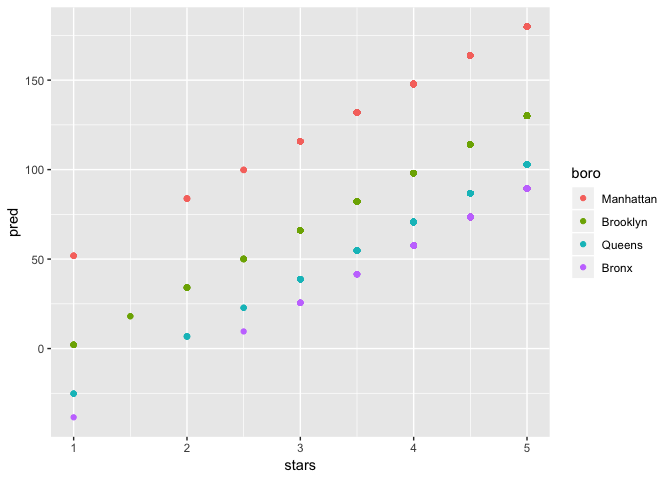 150
100
50
0
pred
1 2 3 4 5
stars
boro
Manhattan
Brooklyn
Queens
Bronx